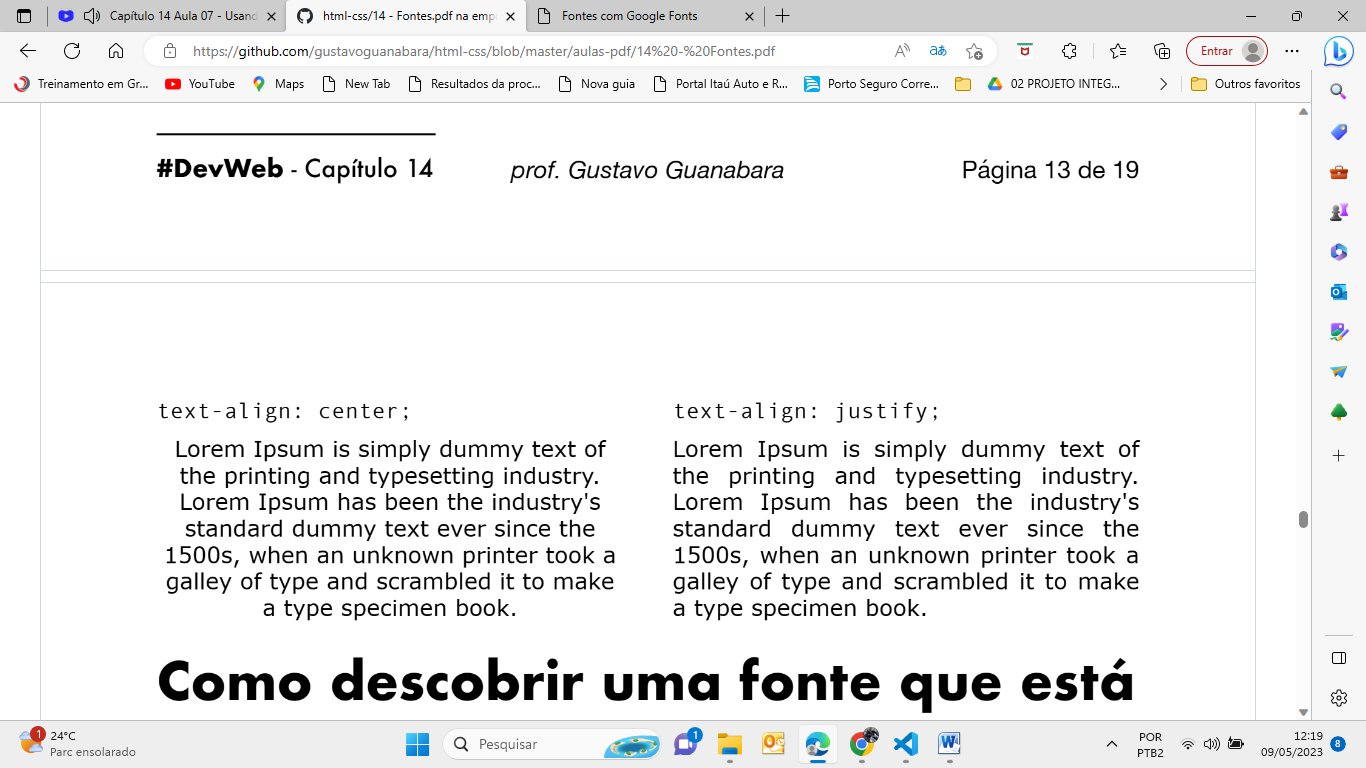 Capítulo 14 Aula 07 - Usand
html-css/14 - Fontes.pdf na emp
Fontes com Google Fonts
https://github.com/gustavoguanabara/html-css/blob/master/aulas-pdf/14%20-%20Fontes.pdf
Entrar
Treinamento em Gr...
YouTube
Maps
New Tab
Resultados da proc...
Nova guia
Portal Itaú Auto e R...
Porto Seguro Corre...
02 PROJETO INTEG...
Outros favoritos
#DevWeb - Capítulo 14
prof. Gustavo Guanabara
Página 13 de 19
text-align: center;
Lorem Ipsum is simply dummy text of
the printing and typesetting industry.
Lorem Ipsum has been the industry's
standard dummy text ever since the
1500s, when an unknown printer took a
galley of type and scrambled it to make
a type specimen book.
text-align: justify;
Lorem Ipsum is simply dummy text of
the printing and typesetting industry.
Lorem Ipsum has been the industry's
standard dummy text ever since the
1500s, when an unknown printer took a
galley of type and scrambled it to make
a type specimen book.
Como descobrir uma fonte que está
1
24°C
Parc ensolarado
Pesquisar
1
POR
PTB2
12:19
09/05/2023
8